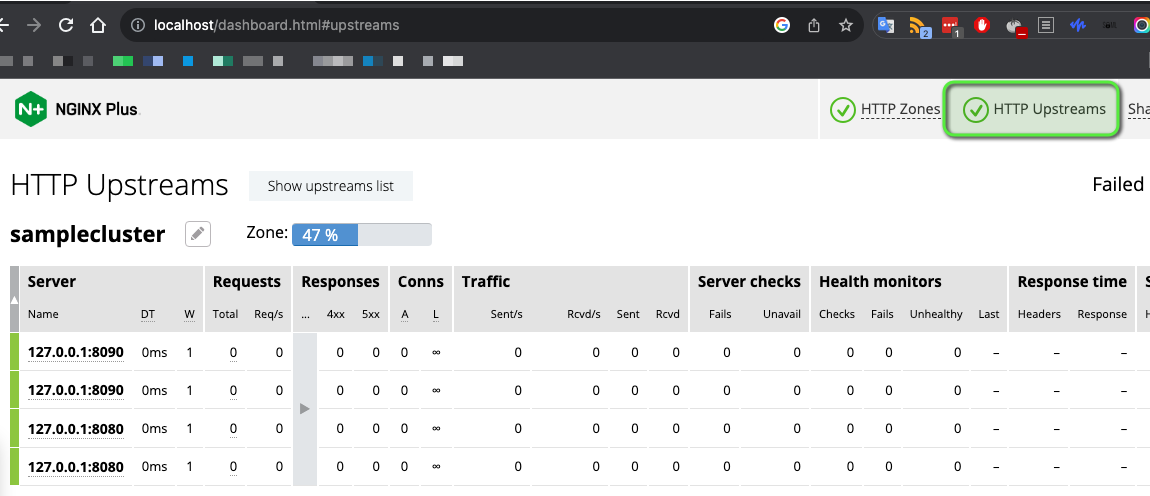 localhost/dashboard.html#upstreams
2
1
N+ NGINX Plus
HTTP Zones
HTTP Upstreams
Sha
HTTP Upstreams
Show upstreams list
Failed
samplecluster
Zone: 47 %
Server Requests Responses Conns Traffic Server checks Health monitors Response time S
Name DT W Total Req/s ... 4xx 5xx A L Sent/s Rcvd/s Sent Rcvd Fails Unavail Checks Fails Unhealthy Last Headers Response H
127.0.0.1:8090 0ms 1 0 0 0 0 0 ∞ 0 0 0 0 0 0 0 0 0 – – –
127.0.0.1:8090 0ms 1 0 0 0 0 0 ∞ 0 0 0 0 0 0 0 0 0 – – –
127.0.0.1:8080 0ms 1 0 0 0 0 0 ∞ 0 0 0 0 0 0 0 0 0 – – –
127.0.0.1:8080 0ms 1 0 0 0 0 0 ∞ 0 0 0 0 0 0 0 0 0 – – –